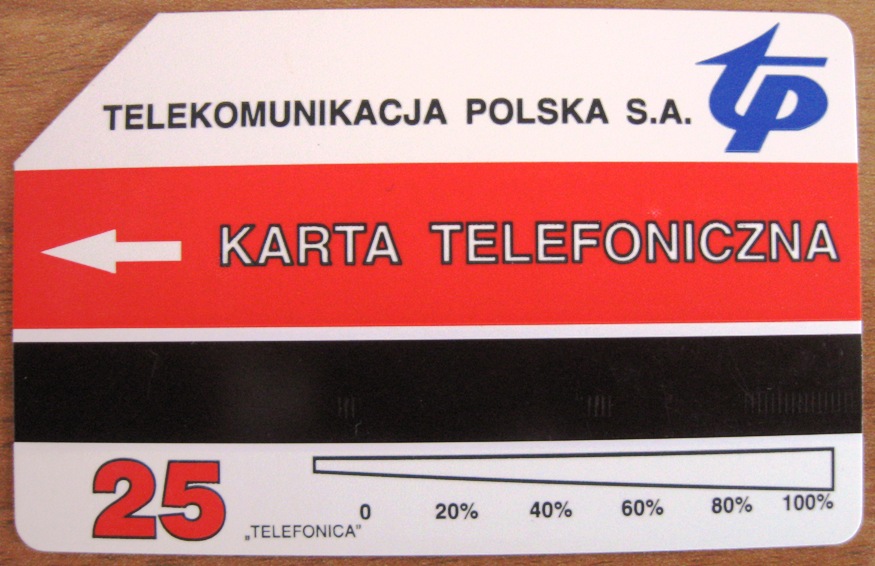 TELEKOMUNIKACJA POLSKA S.A.
tp
KARTA TELEFONICZNA
25
„TELEFONICA"
0 20% 40% 60% 80% 100%